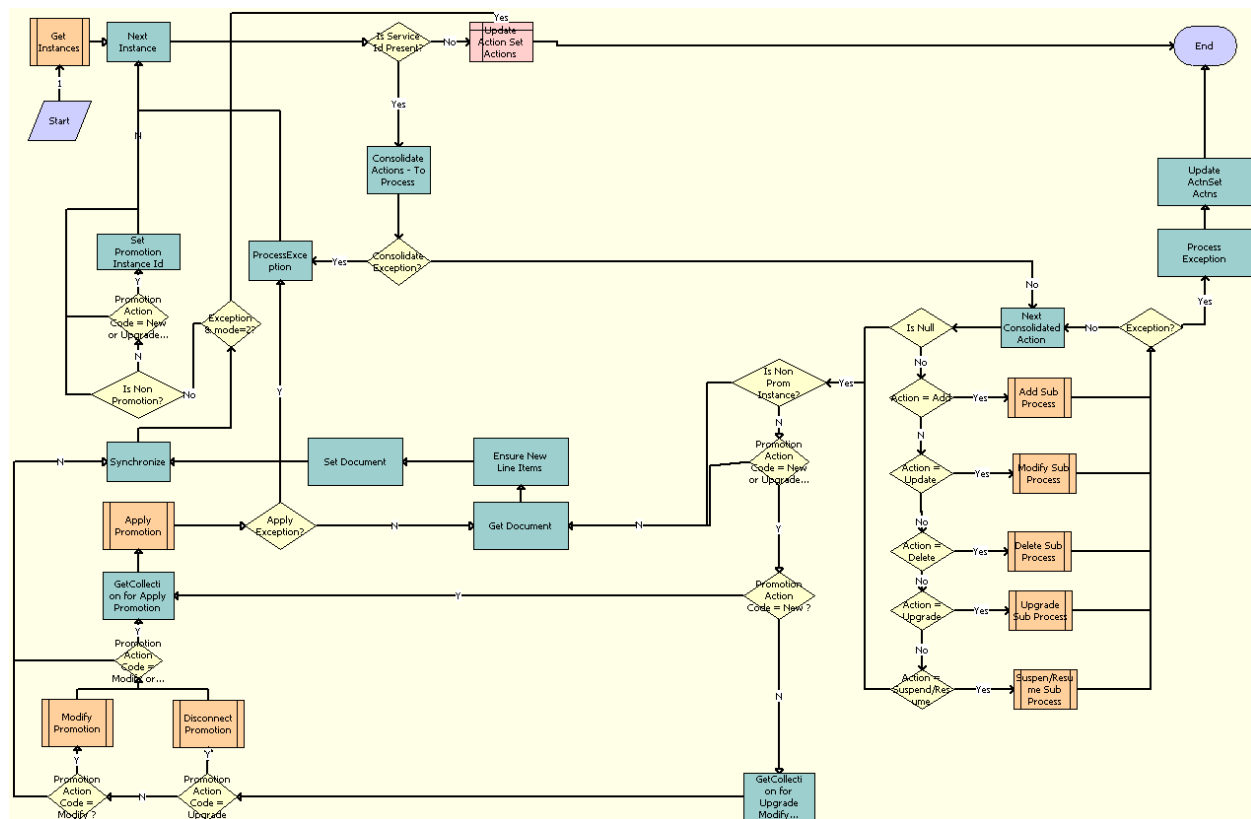 Get
Instances
Next
Instance
Is Service
Id Present?
No
Yes
Update
Action Set
Actions
End
1
Start
N
Yes
Consolidate
Actions - To
Process
Update
ActnSet
Actns
Set
Promotion
Instance Id
ProcessExce
ption
Yes
Consolidate
Exception?
No
Process
Exception
Yes
Y
Promotion
Action
Code = New
or Upgrade...
Exception
& mode=2?
Next
Consolidated
Action
No
Exception?
Is Null
N
No
Is Non
Promotion?
No
Y
Is Non
Prom
Instance?
Yes
Action = Add
Yes
Add Sub
Process
N
N
Synchronize
N
Set Document
Ensure New
Line Items
Promotion
Action
Code = New
or Upgrade...
Action =
Update
Yes
Modify Sub
Process
Apply
Promotion
Apply
Exception?
N
Get Document
N
Y
No
Action =
Delete
Yes
Delete Sub
Process
No
GetCollecti
on for Apply
Promotion
Y
Promotion
Action
Code = New ?
Action =
Upgrade
Yes
Upgrade
Sub Process
Y
No
Promotion
Action
Code =
Modify or...
Action =
Suspend/Res
ume
Yes
Suspen/Resu
me Sub
Process
N
Modify
Promotion
Disconnect
Promotion
Y
Y
Promotion
Action
Code =
Modify ?
N
Promotion
Action
Code =
Upgrade
GetCollecti
on for
Upgrade
Modify...